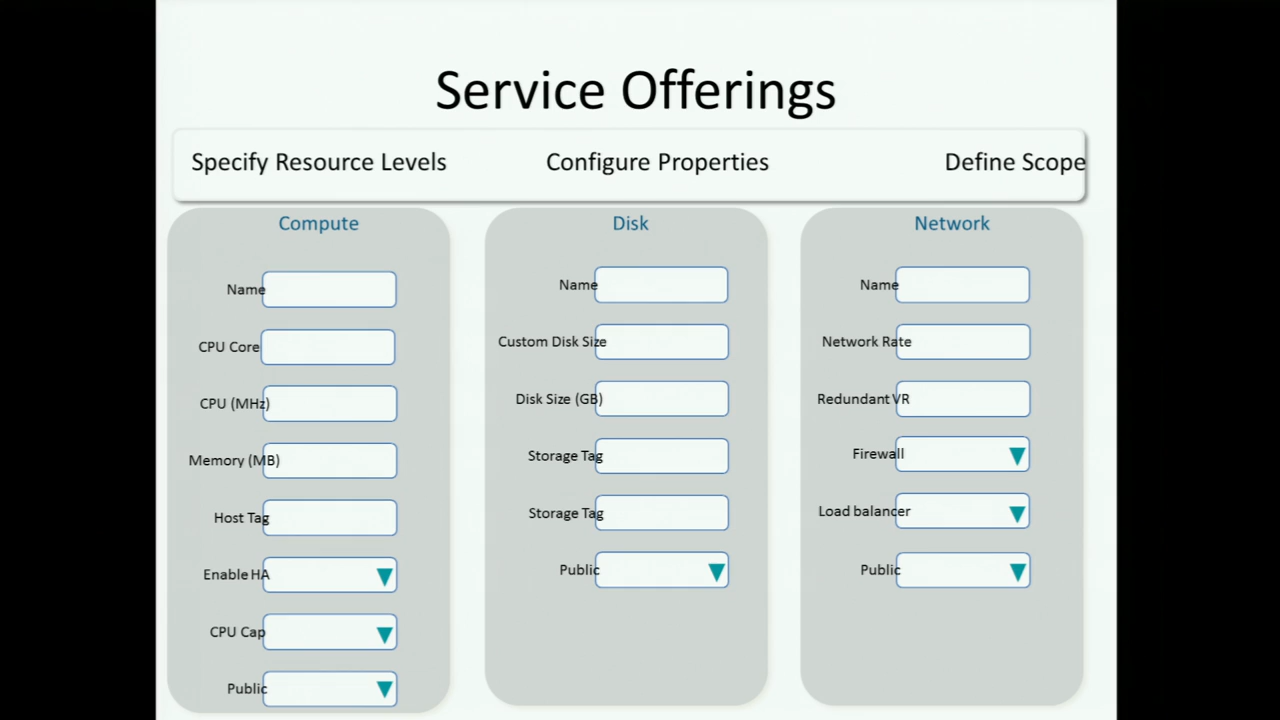 Service Offerings
Specify Resource Levels
Configure Properties
Define Scope
Compute
Name
CPU Core
CPU (MHz)
Memory (MB)
Host Tag
Enable HA
CPU Cap
Public
Disk
Name
Custom Disk Size
Disk Size (GB)
Storage Tag
Storage Tag
Public
Network
Name
Network Rate
Redundant VR
Firewall
Load balancer
Public